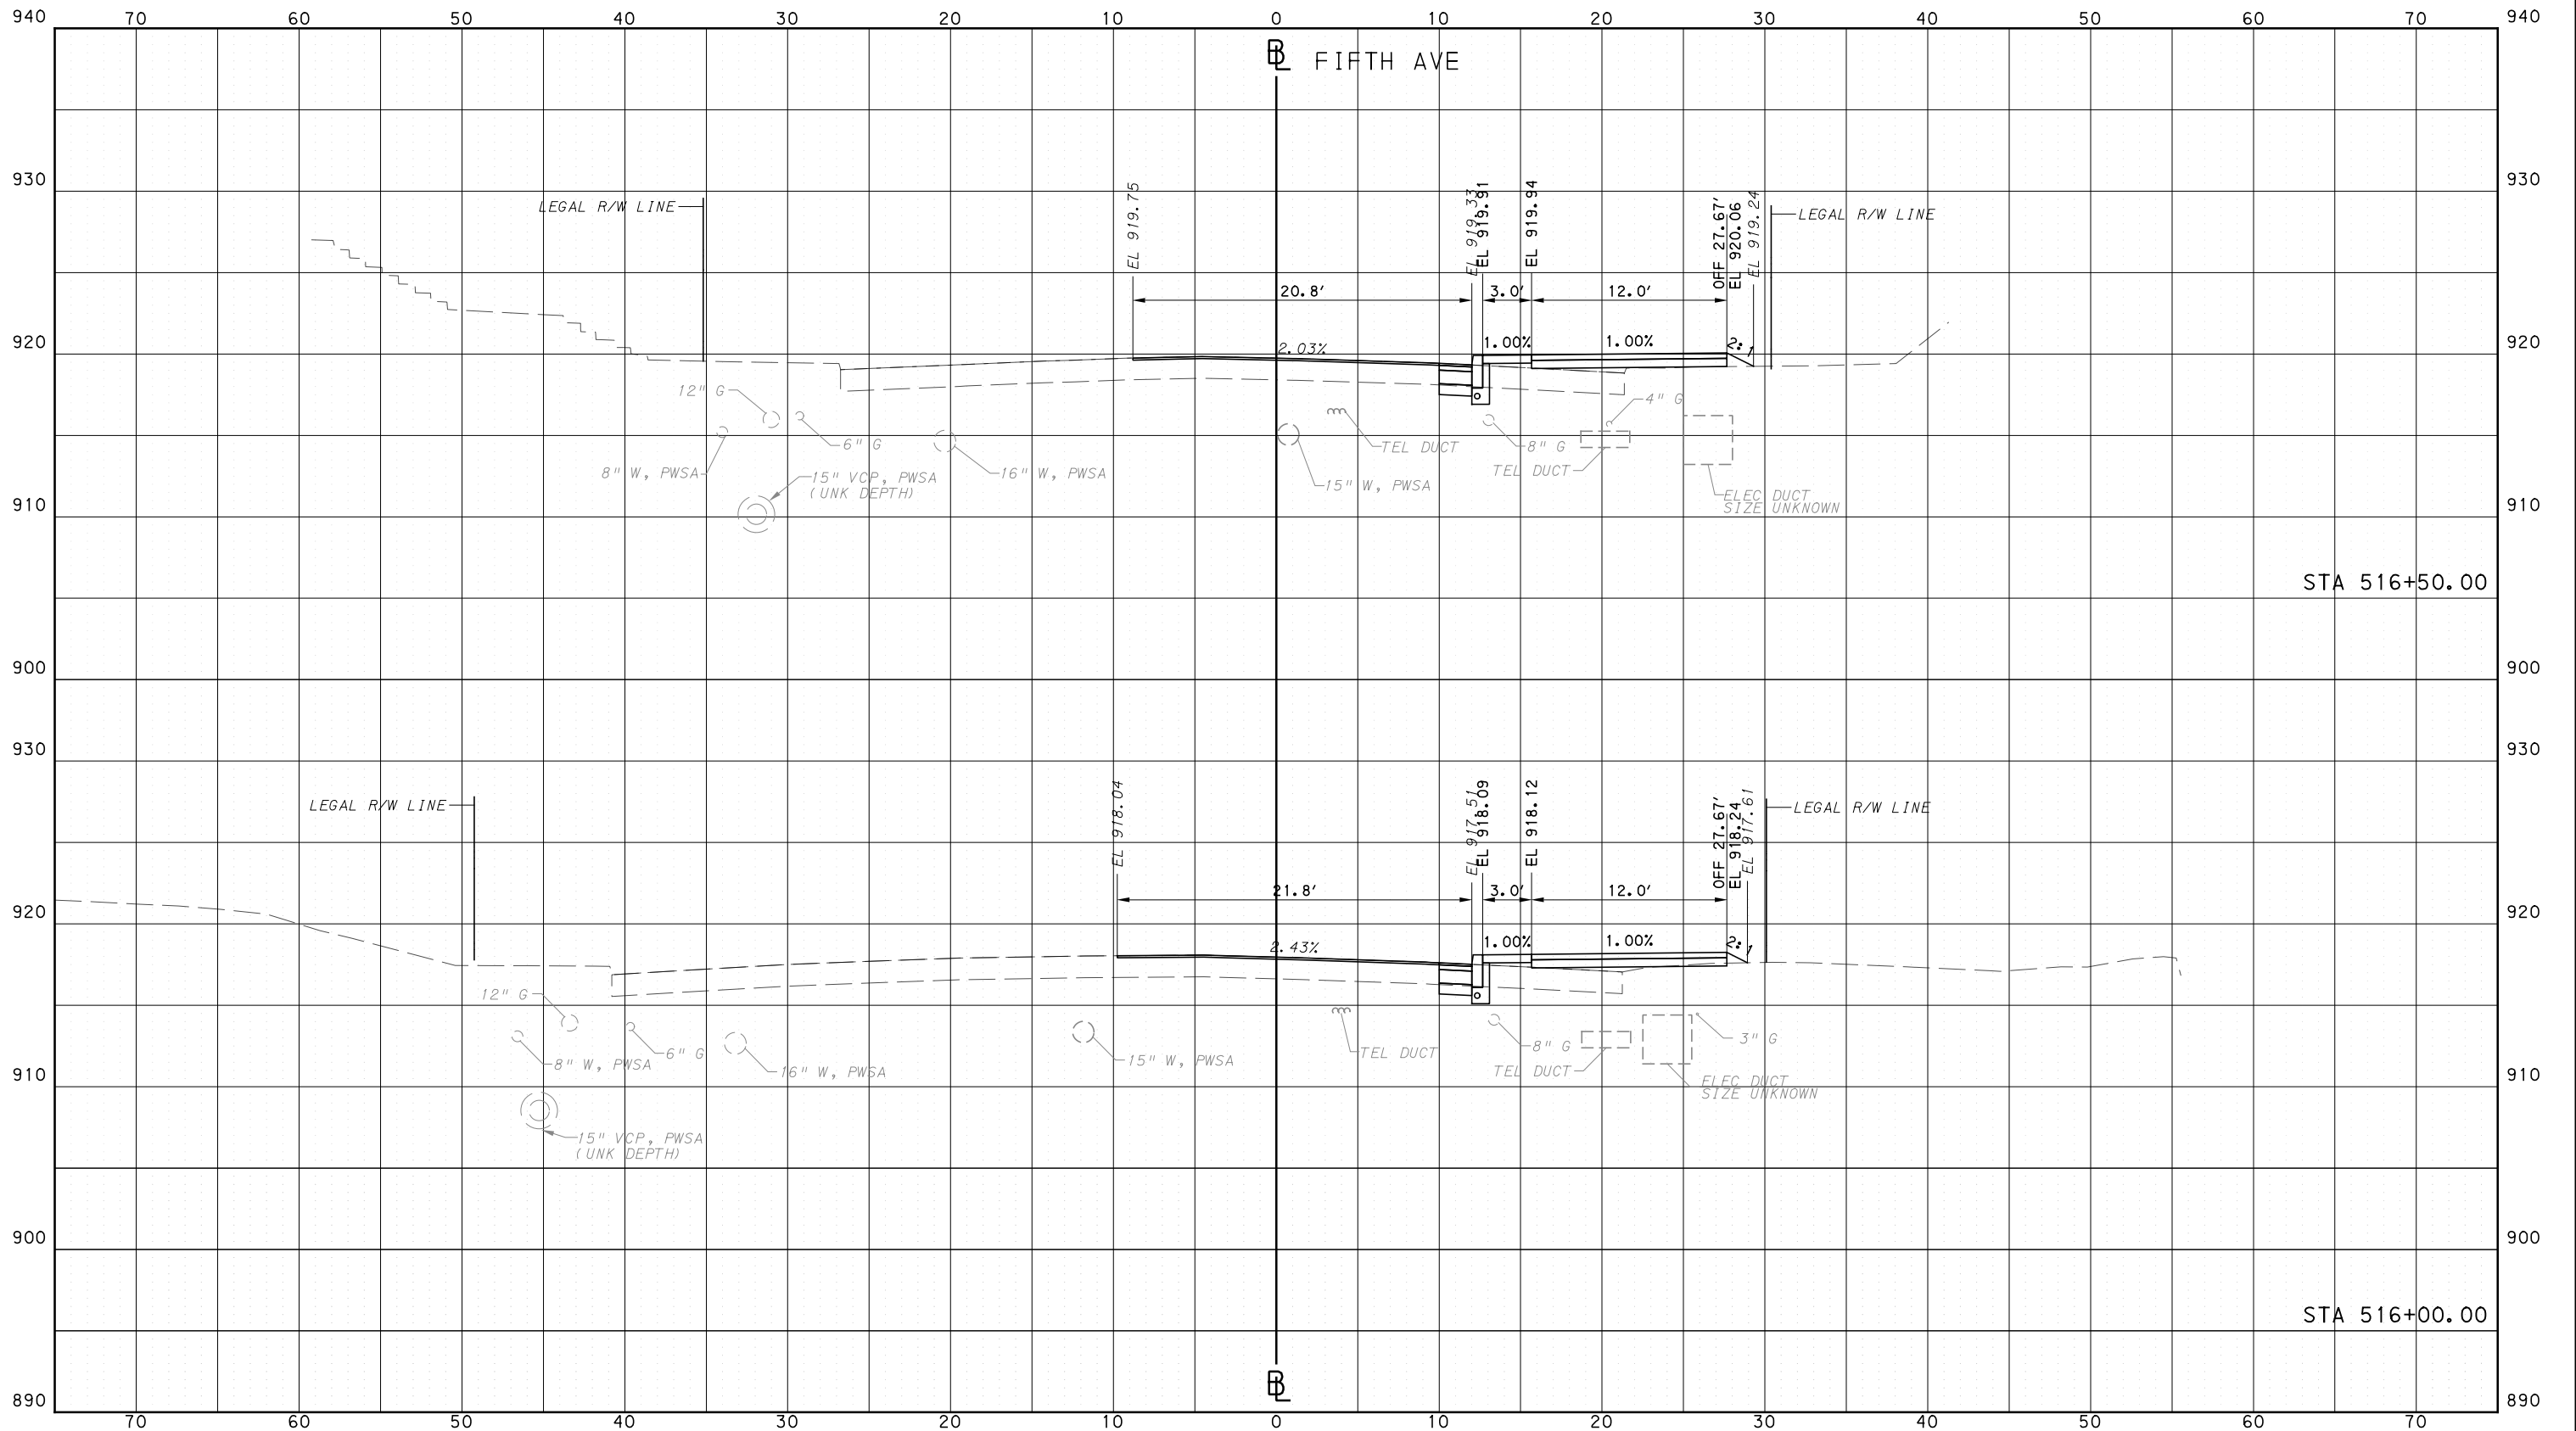 940 70 60 50 40 30 20 10 0 10 20 30 40 50 60 70 940
BL FIFTH AVE
930 930
EL 919.75
EL 919.33
EL 919.91
EL 919.94
OFF 27.67'
EL 920.06
EL 919.24
LEGAL R/W LINE
LEGAL R/W LINE
20.8' 3.0' 12.0'
920 2.03% 1.00% 1.00% 2:1 920
12" G
6" G
8" W, PWSA
15" VCP, PWSA
(UNK DEPTH)
16" W, PWSA
TEL DUCT
15" W, PWSA
8" G
4" G
TEL DUCT
ELEC DUCT
SIZE UNKNOWN
910 910
STA 516+50.00
900 900
930 930
EL 918.04
EL 917.51
EL 918.09
EL 918.12
OFF 27.67'
EL 918.24
EL 917.61
LEGAL R/W LINE
LEGAL R/W LINE
21.8' 3.0' 12.0'
920 920
2.43% 1.00% 1.00% 2:1
12" G
8" W, PWSA
6" G
16" W, PWSA
15" W, PWSA
TEL DUCT
8" G
TEL DUCT
3" G
ELEC DUCT
SIZE UNKNOWN
910 910
15" VCP, PWSA
(UNK DEPTH)
900 900
STA 516+00.00
BL
890 890
70 60 50 40 30 20 10 0 10 20 30 40 50 60 70